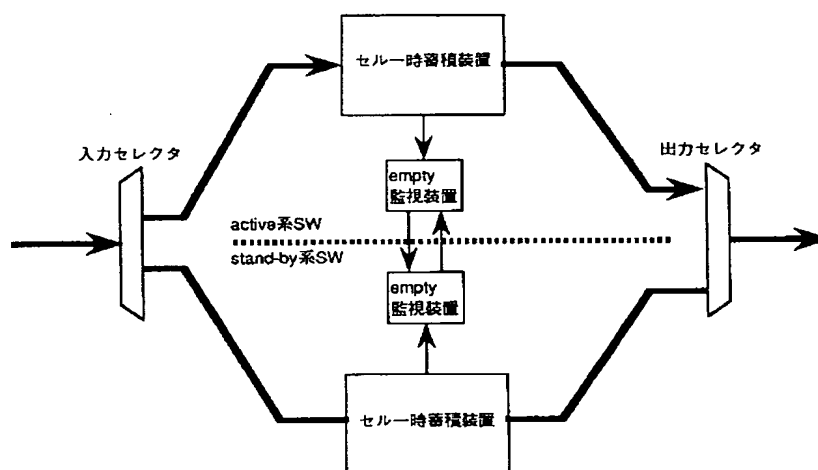 セル一時蓄積装置
入力セレクタ
出力セレクタ
empty
監視装置
active系SW
stand-by系SW
empty
監視装置
セル一時蓄積装置